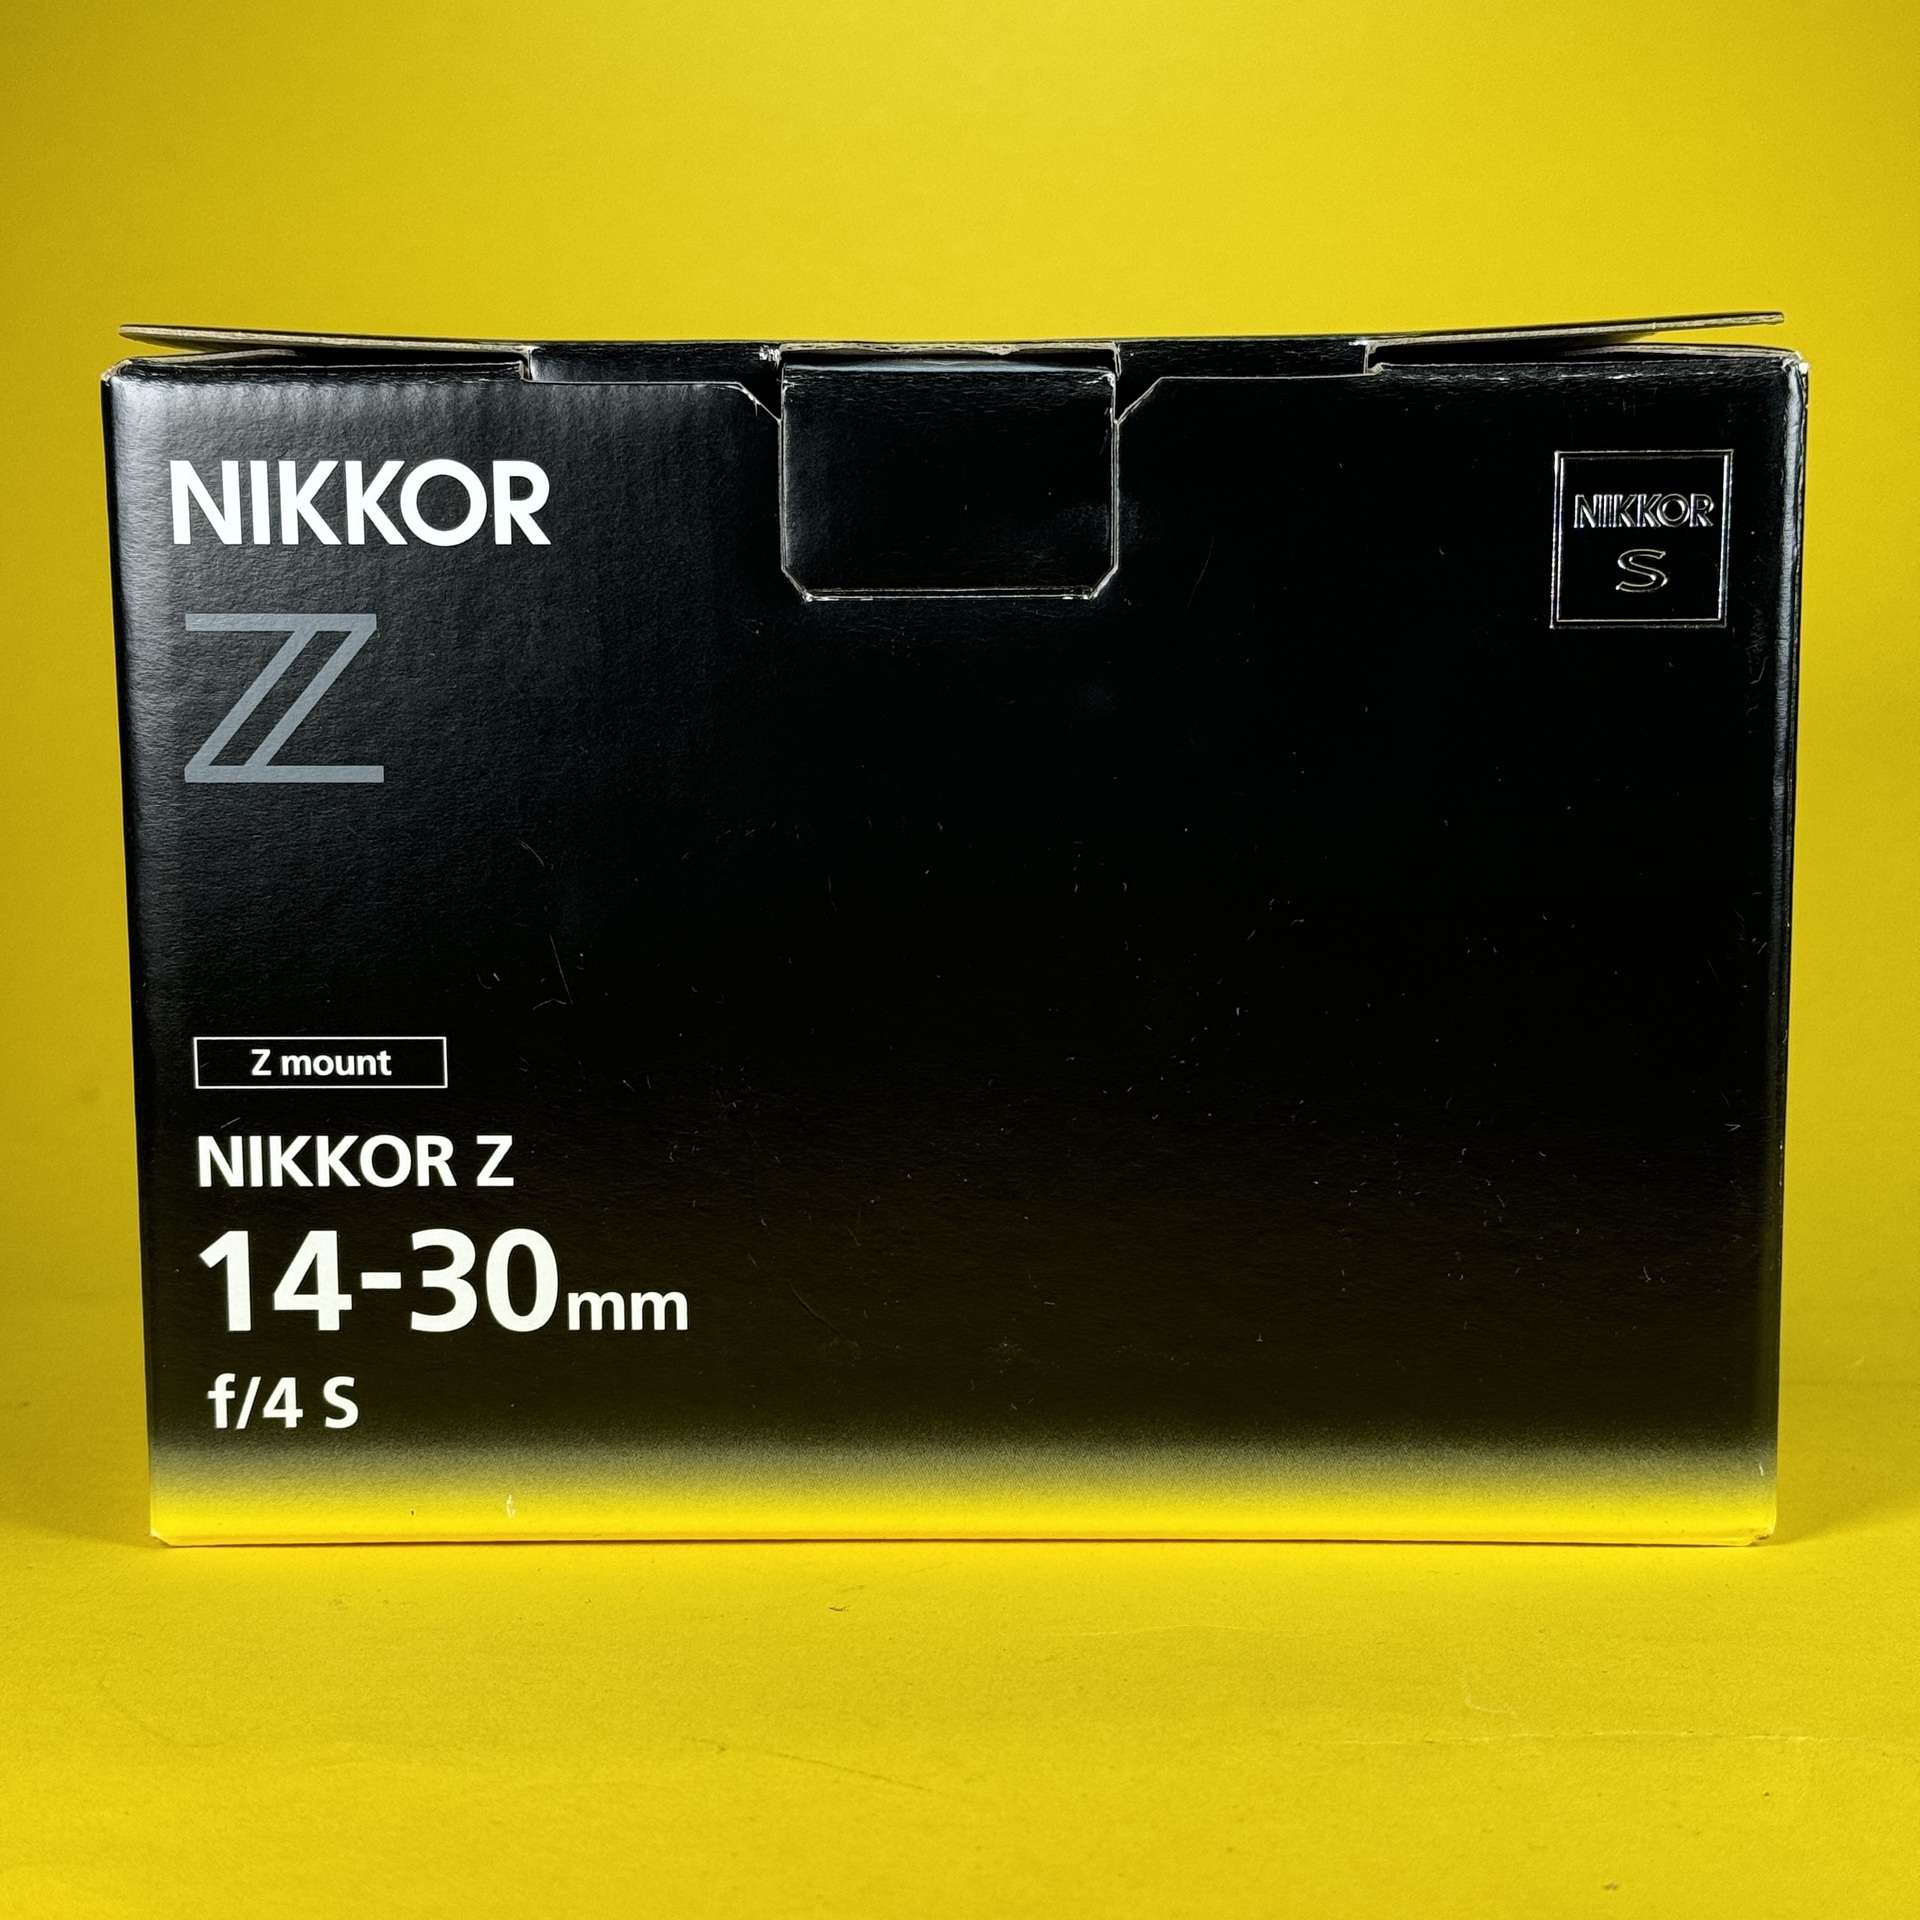 NIKKOR
Z
NIKKOR
S
Z mount
NIKKOR Z
14-30mm
f/4 S